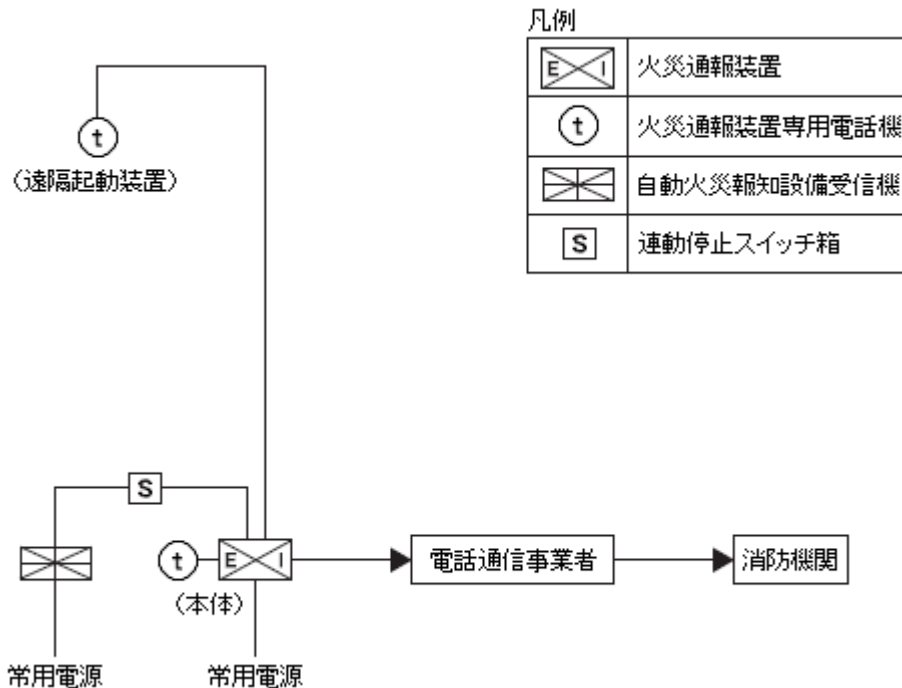 凡例
E I 火災通報装置
t 火災通報装置専用電話機
自動火災報知設備受信機
S 連動停止スイッチ箱
t
（遠隔起動装置）
S
t E I
（本体）
電話通信事業者
消防機関
常用電源
常用電源